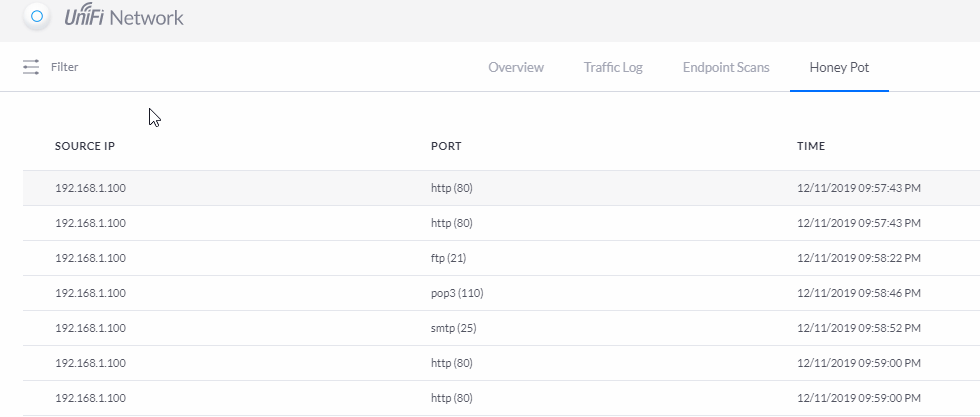 UniFi Network
Filter Overview Traffic Log Endpoint Scans Honey Pot
SOURCE IP PORT TIME
192.168.1.100 http (80) 12/11/2019 09:57:43 PM
192.168.1.100 http (80) 12/11/2019 09:57:43 PM
192.168.1.100 ftp (21) 12/11/2019 09:58:22 PM
192.168.1.100 pop3 (110) 12/11/2019 09:58:46 PM
192.168.1.100 smtp (25) 12/11/2019 09:58:52 PM
192.168.1.100 http (80) 12/11/2019 09:59:00 PM
192.168.1.100 http (80) 12/11/2019 09:59:00 PM